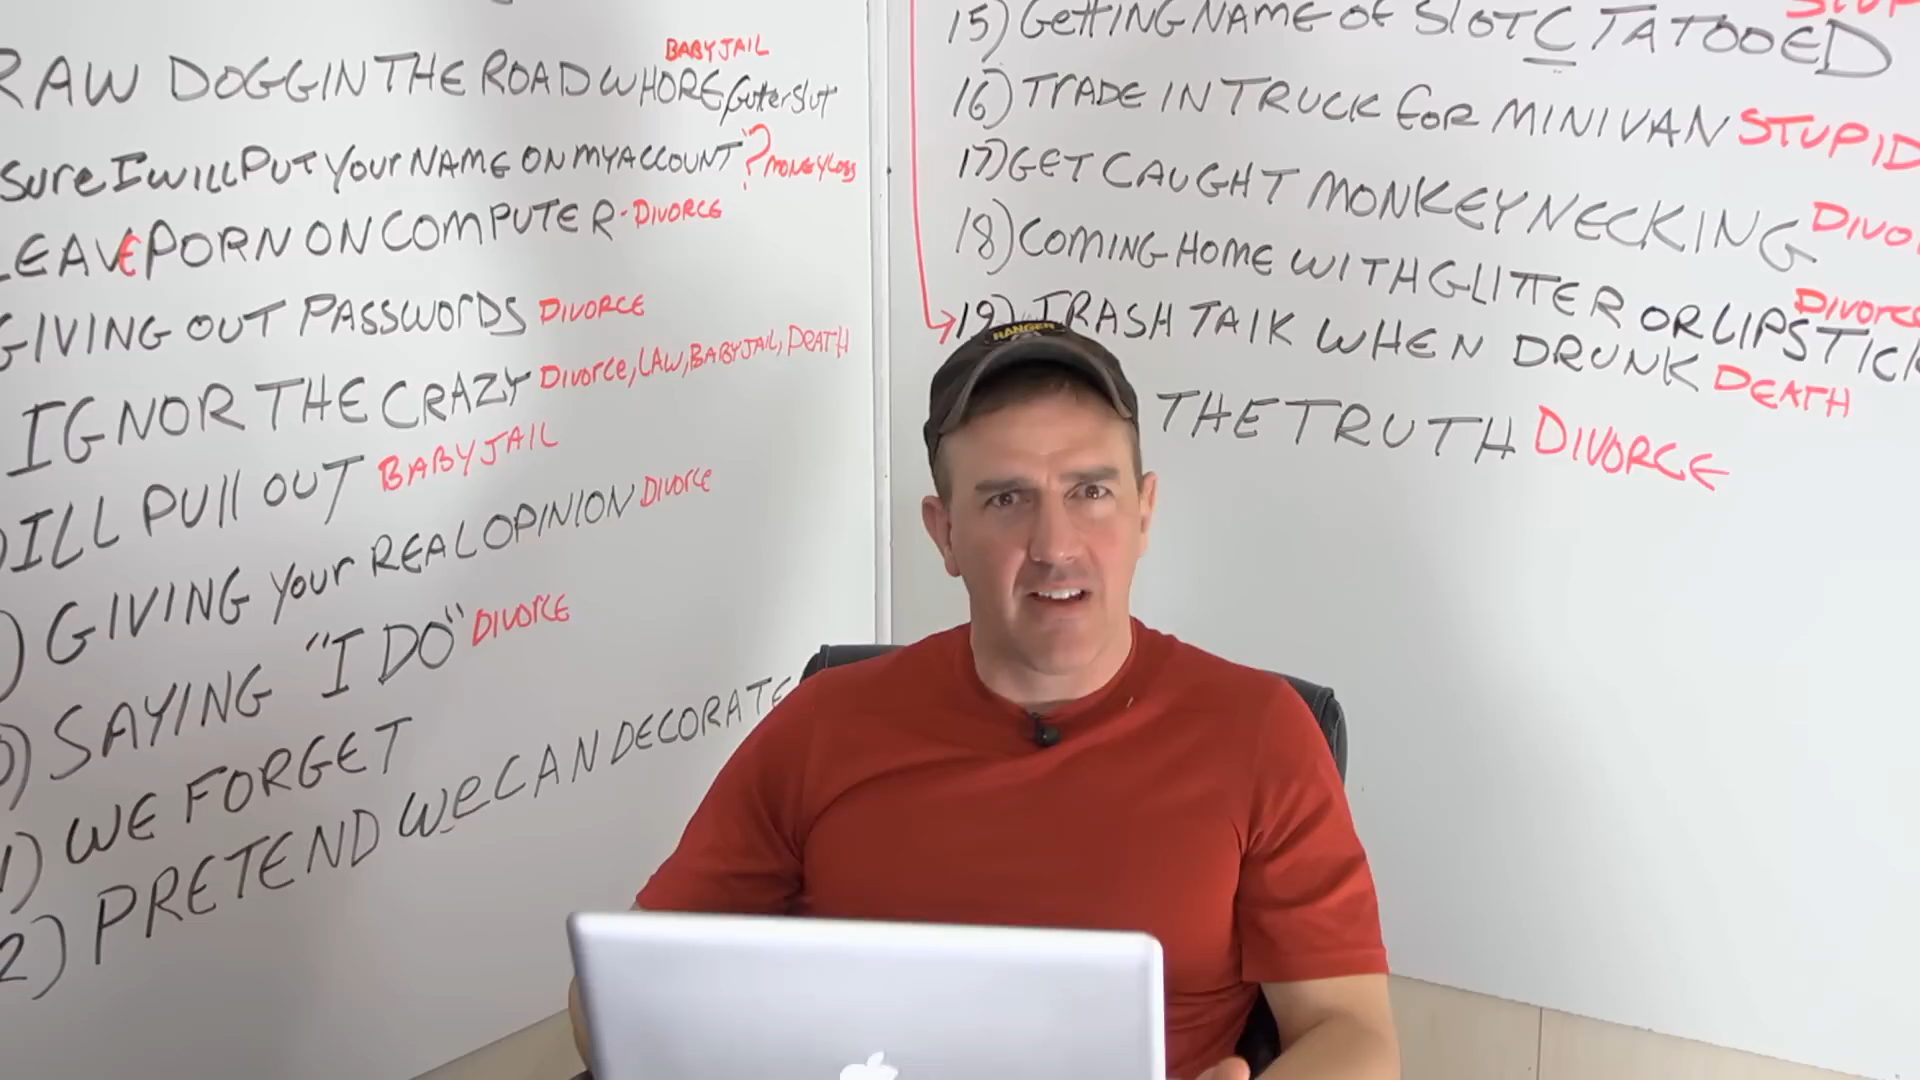 RAW DOGGIN THE ROAD WHORE, Gutter Slut BABY JAIL
Sure I WILL PUT YOUR NAME ON MY ACCOUNT ? MONEY LOSS
LEAVE PORN ON COMPUTER - DIVORCE
GIVING OUT PASSWORDS DIVORCE
IGNOR THE CRAZY Divorce, LAW, BABY JAIL, DEATH
ILL PUll OUT BABY JAIL
) GIVING your REAL OPINION Divorce
) SAYING "I DO" DIVORCE
1) WE FORGET
2) PRETEND WE CAN DECORATE
15) GETTING NAME OF SLOT C TATOOED
16) TRADE IN TRUCK FOR MINIVAN STUPID
17) GET CAUGHT MONKEY NECKING DIVO
18) COMING HOME WITH GLITTER OR LIPSTICK DIVORCE
19) TRASH TALK WHEN DRUNK DEATH
THE TRUTH DIVORCE
RANGER